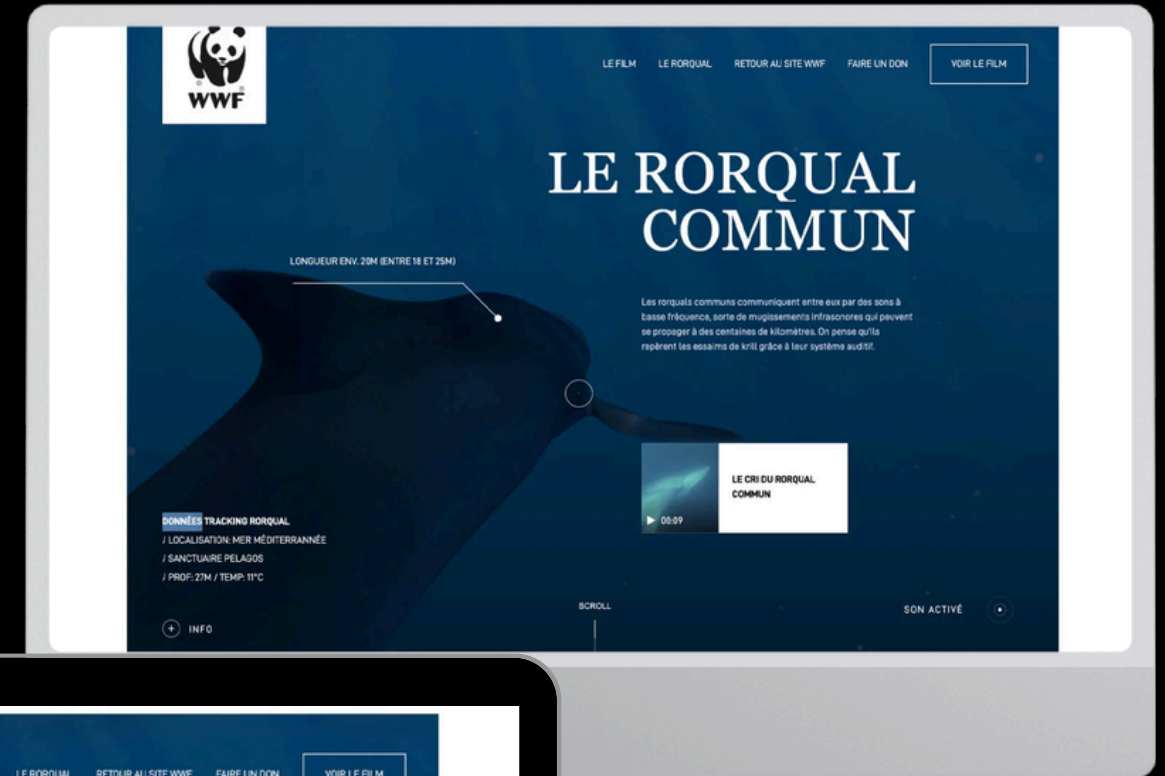 WWF
LE FILM LE RORQUAL RETOUR AU SITE WWF FAIRE UN DON VOIR LE FILM
LE RORQUAL
COMMUN
LONGUEUR ENV. 20M (ENTRE 18 ET 25M)
Les rorquals communs communiquent entre eux par des sons à
basse fréquence, sorte de mugissements infrasonores qui peuvent
se propager à des centaines de kilomètres. On pense qu'ils
repèrent les essaims de krill grâce à leur système auditif.
LE CRI DU RORQUAL
COMMUN
00:09
DONNÉES TRACKING RORQUAL
/ LOCALISATION: MER MÉDITERRANNÉE
/ SANCTUAIRE PELAGOS
/ PROF: 27M / TEMP: 11°C
SCROLL
SON ACTIVÉ
INFO
LE RORQUAL RETOUR AU SITE WWF FAIRE UN DON VOIR LE FILM